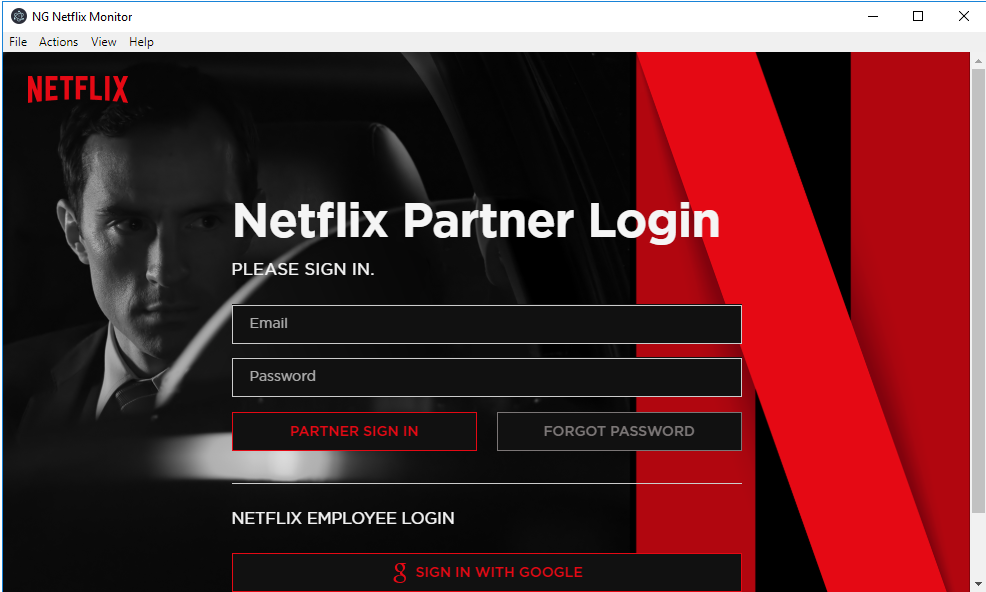 NG Netflix Monitor
File Actions View Help
NETFLIX
Netflix Partner Login
PLEASE SIGN IN.
Email
Password
PARTNER SIGN IN FORGOT PASSWORD
NETFLIX EMPLOYEE LOGIN
g SIGN IN WITH GOOGLE